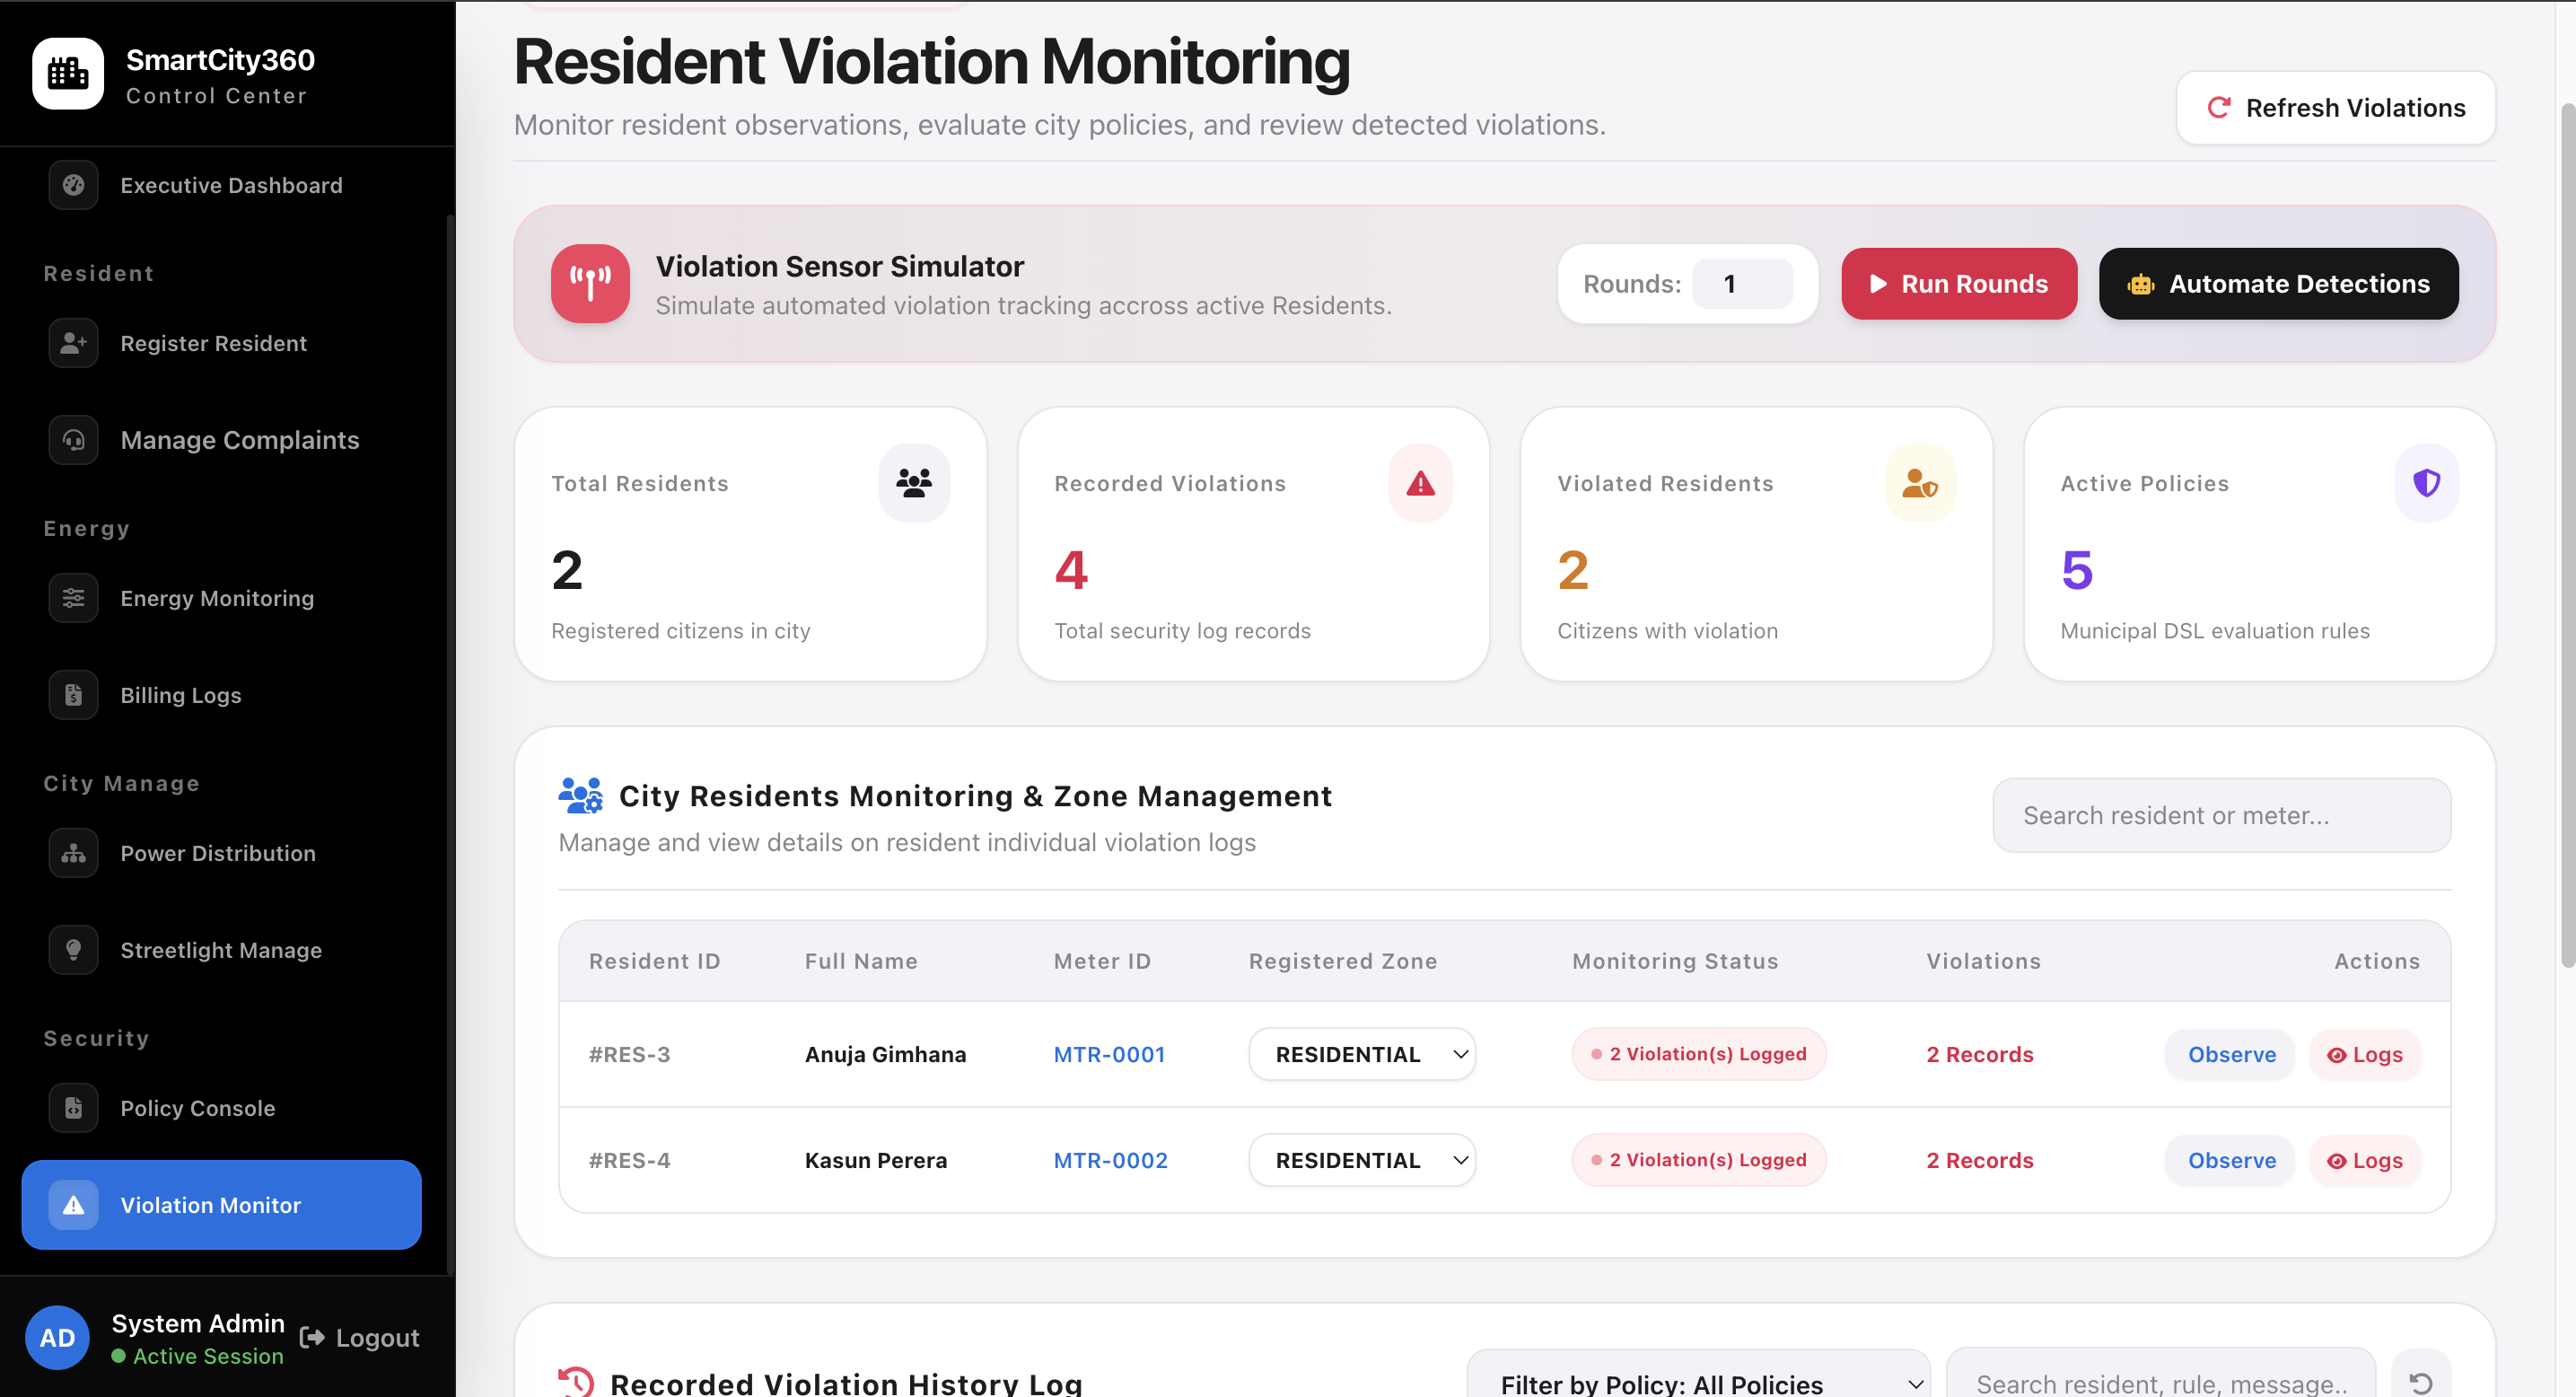 SmartCity360
Control Center
Executive Dashboard
Resident
Register Resident
Manage Complaints
Energy
Energy Monitoring
Billing Logs
City Manage
Power Distribution
Streetlight Manage
Security
Policy Console
Violation Monitor
AD
System Admin
Active Session
Logout
Resident Violation Monitoring
Monitor resident observations, evaluate city policies, and review detected violations.
Refresh Violations
Violation Sensor Simulator
Simulate automated violation tracking accross active Residents.
Rounds: 1
Run Rounds
Automate Detections
Total Residents
2
Registered citizens in city
Recorded Violations
4
Total security log records
Violated Residents
2
Citizens with violation
Active Policies
5
Municipal DSL evaluation rules
City Residents Monitoring & Zone Management
Manage and view details on resident individual violation logs
Search resident or meter...
Resident ID Full Name Meter ID Registered Zone Monitoring Status Violations Actions
#RES-3 Anuja Gimhana MTR-0001 RESIDENTIAL 2 Violation(s) Logged 2 Records Observe Logs
#RES-4 Kasun Perera MTR-0002 RESIDENTIAL 2 Violation(s) Logged 2 Records Observe Logs
Recorded Violation History Log
Filter by Policy: All Policies
Search resident, rule, message..